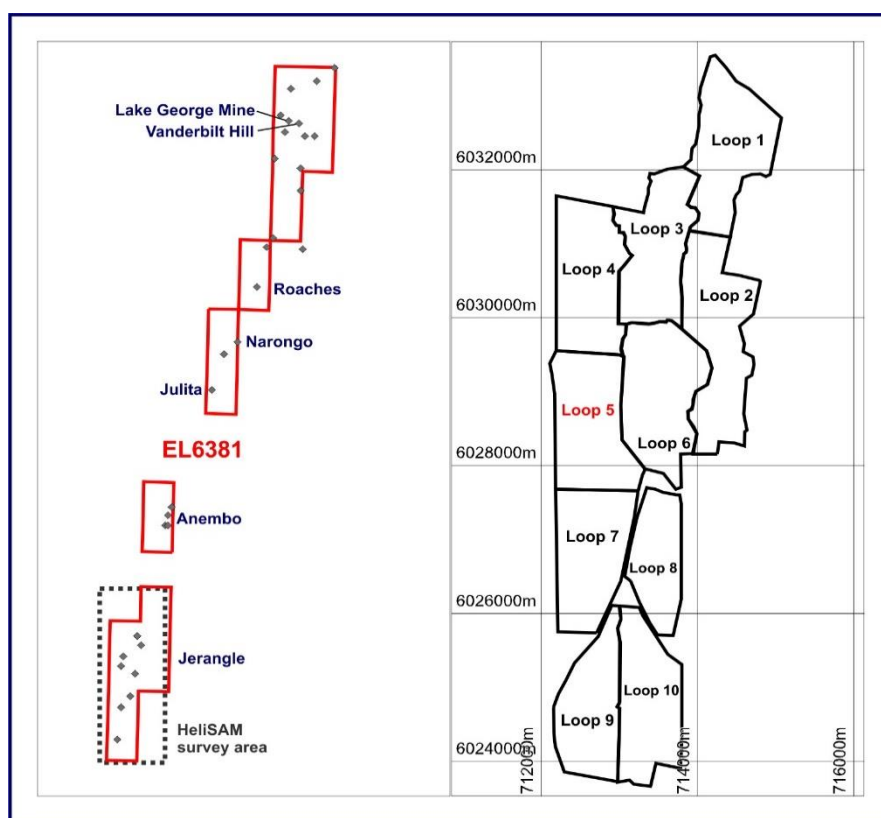 Lake George Mine
Vanderbilt Hill
Roaches
Narongo
Julita
EL6381
Anembo
Jerangle
HeliSAM
survey area
Loop 1
6032000m
Loop 3
Loop 4
Loop 2
6030000m
Loop 5
Loop 6
6028000m
Loop 7
Loop 8
6026000m
Loop 10
Loop 9
6024000m
712000m
714000m
716000m